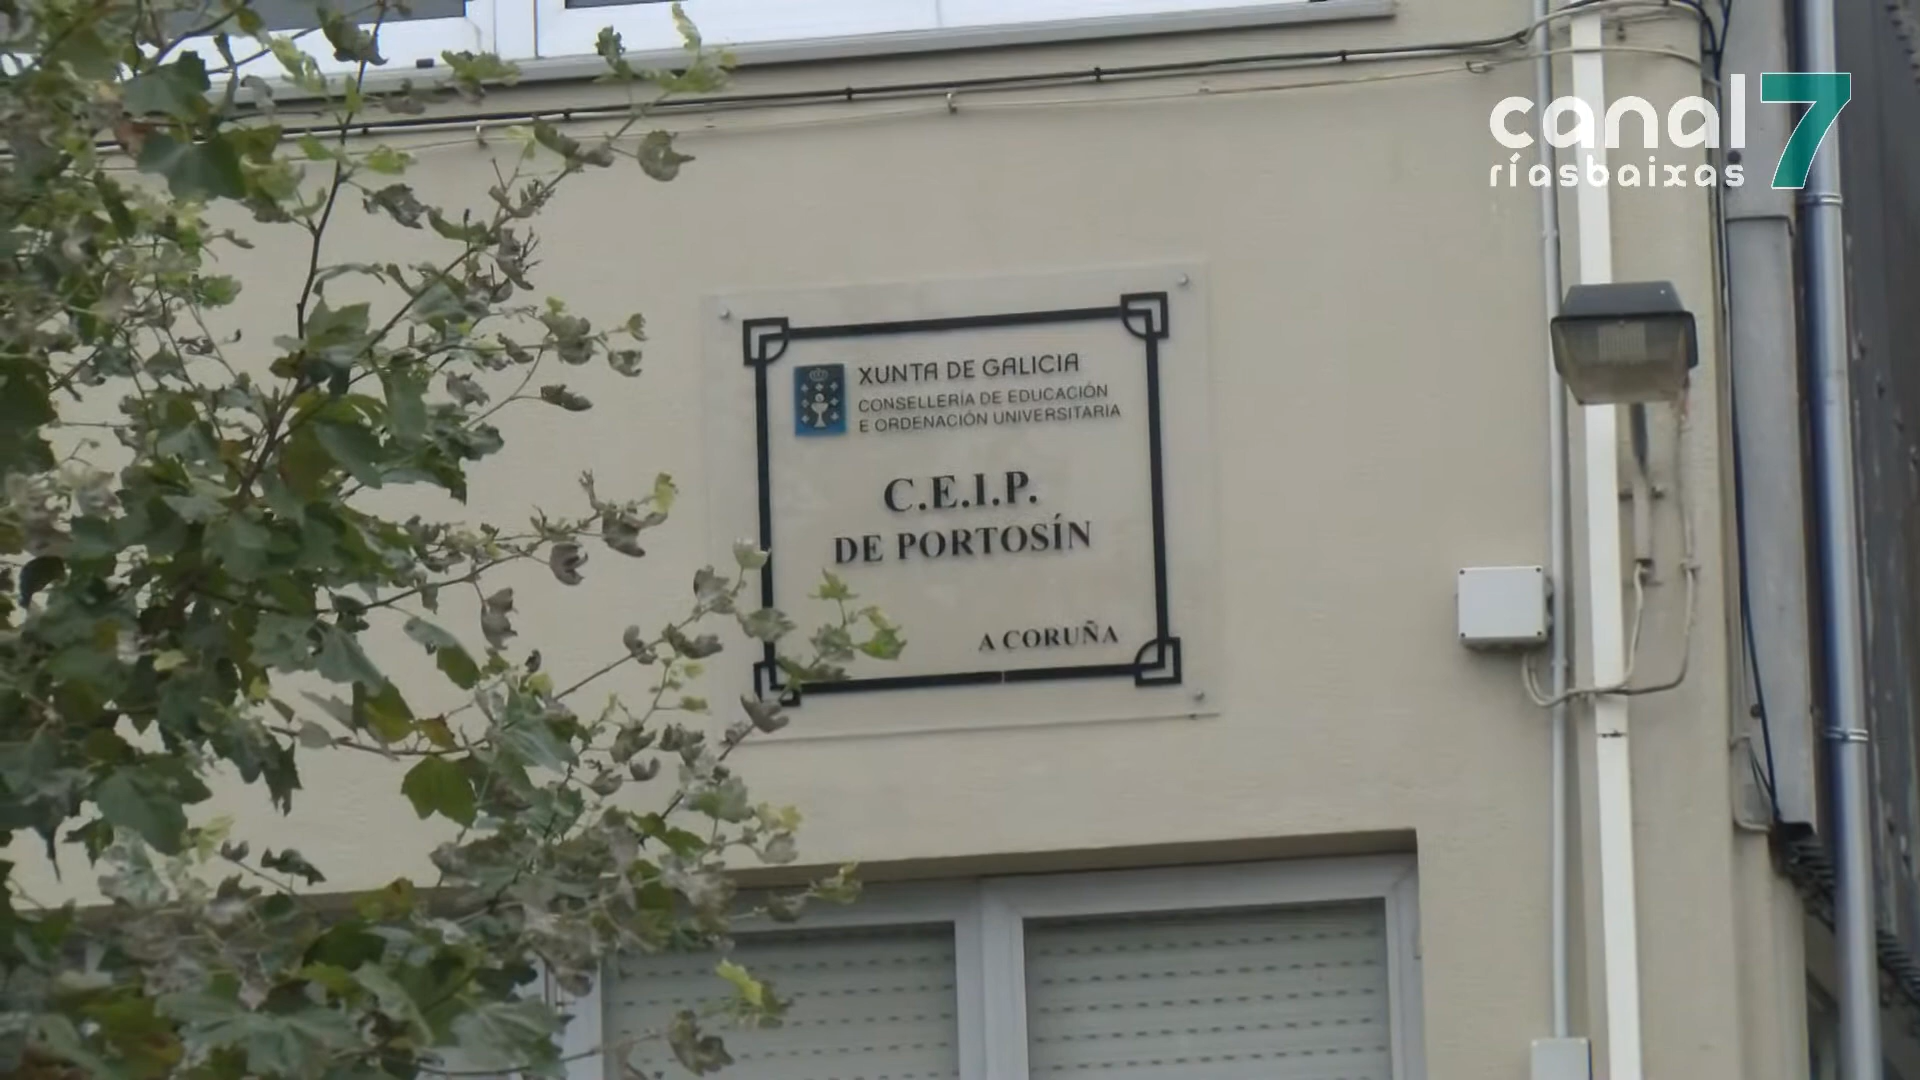 canal 7
ríasbaixas
XUNTA DE GALICIA
CONSELLERÍA DE EDUCACIÓN
E ORDENACIÓN UNIVERSITARIA
C.E.I.P.
DE PORTOSÍN
A CORUÑA